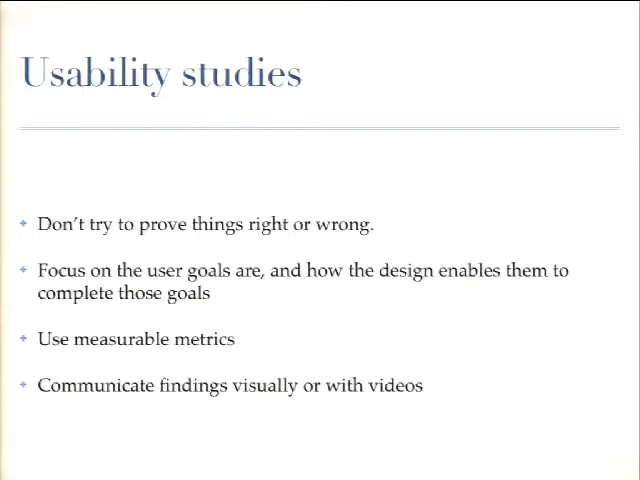 Usability studies
Don't try to prove things right or wrong.
Focus on the user goals are, and how the design enables them to
complete those goals
Use measurable metrics
Communicate findings visually or with videos